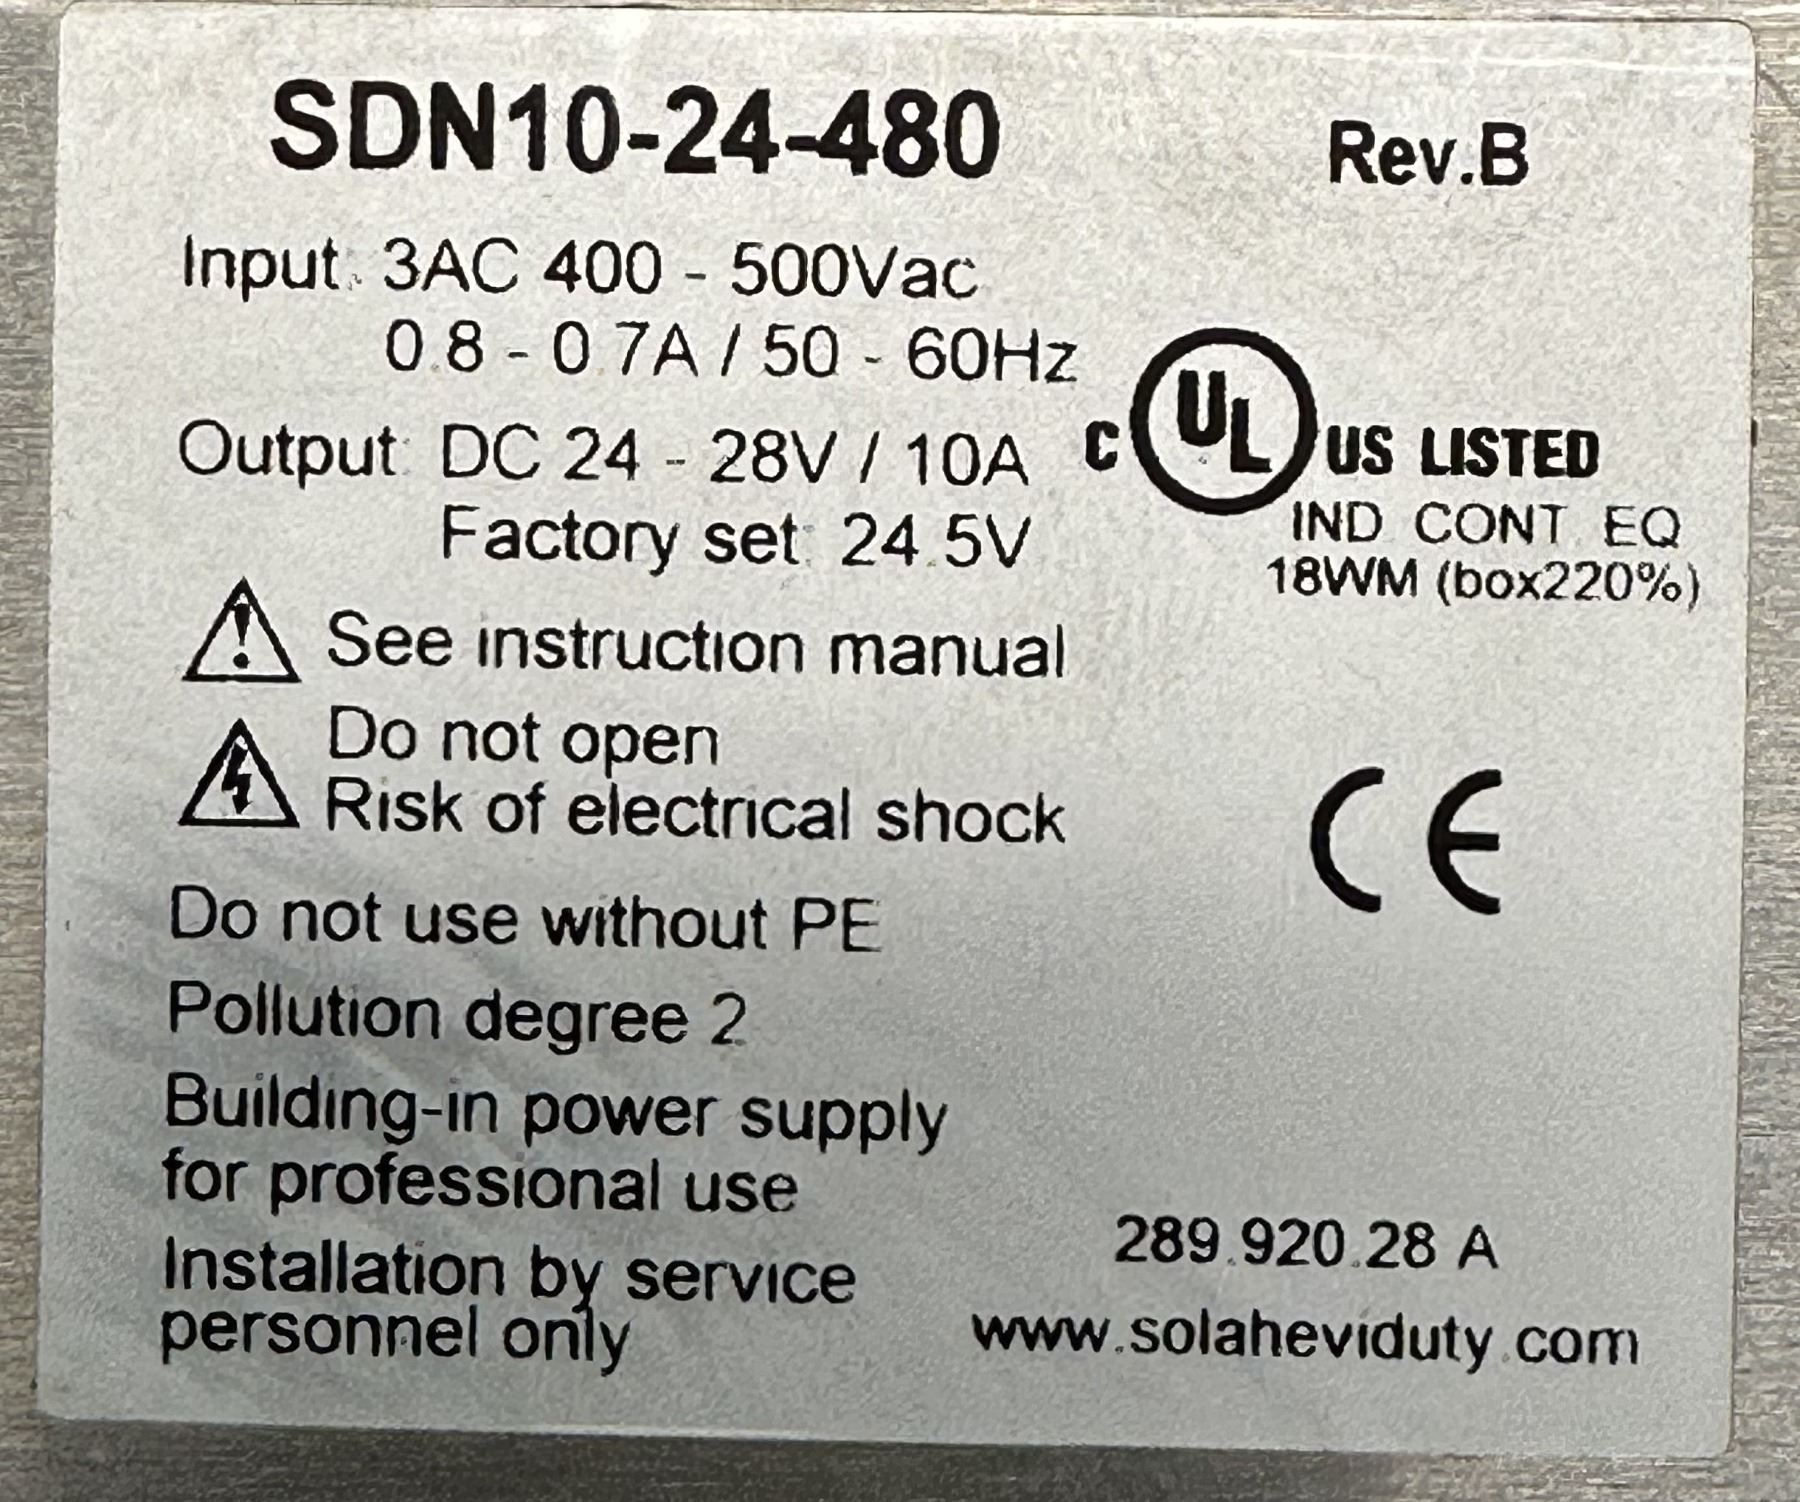 SDN10-24-480
Rev.B
Input: 3AC 400 - 500Vac
0.8 - 0.7A / 50 - 60Hz
Output: DC 24 - 28V / 10A
Factory set: 24.5V
C UL US LISTED
IND. CONT. EQ
18WM (box220%)
See instruction manual
Do not open
Risk of electrical shock
CE
Do not use without PE
Pollution degree 2
Building-in power supply
for professional use
Installation by service
personnel only
289.920.28 A
www.solaheviduty.com